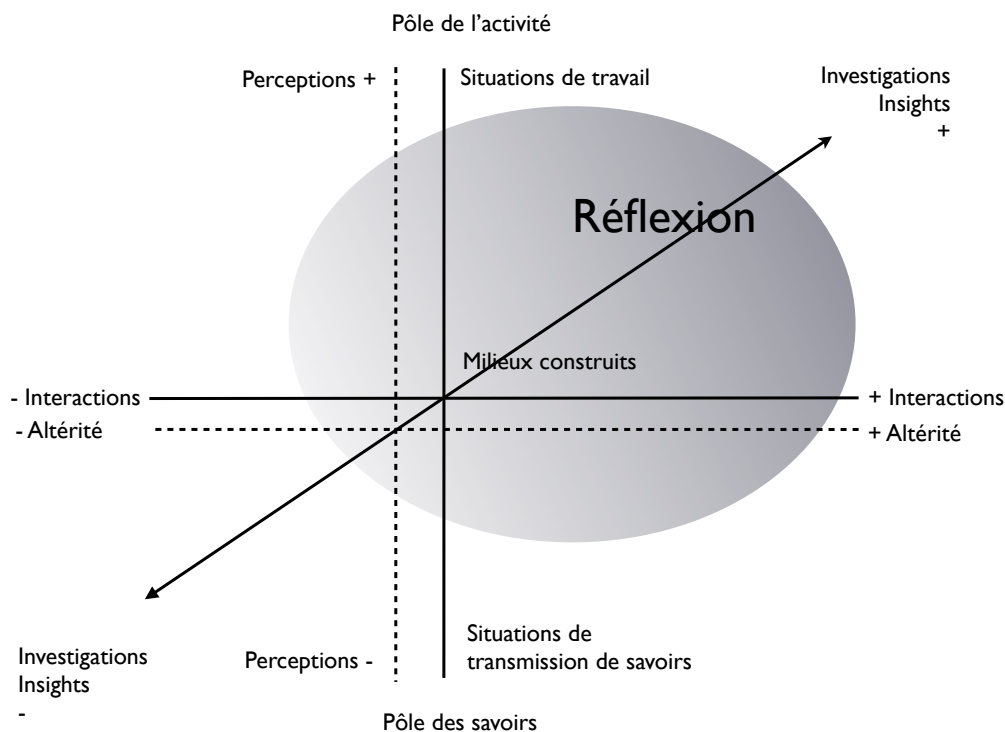 Pôle de l'activité
Perceptions +
Situations de travail
Investigations
Insights
+
Réflexion
Milieux construits
- Interactions
+ Interactions
- Altérité
+ Altérité
Situations de
transmission de savoirs
Perceptions -
Investigations
Insights
-
Pôle des savoirs